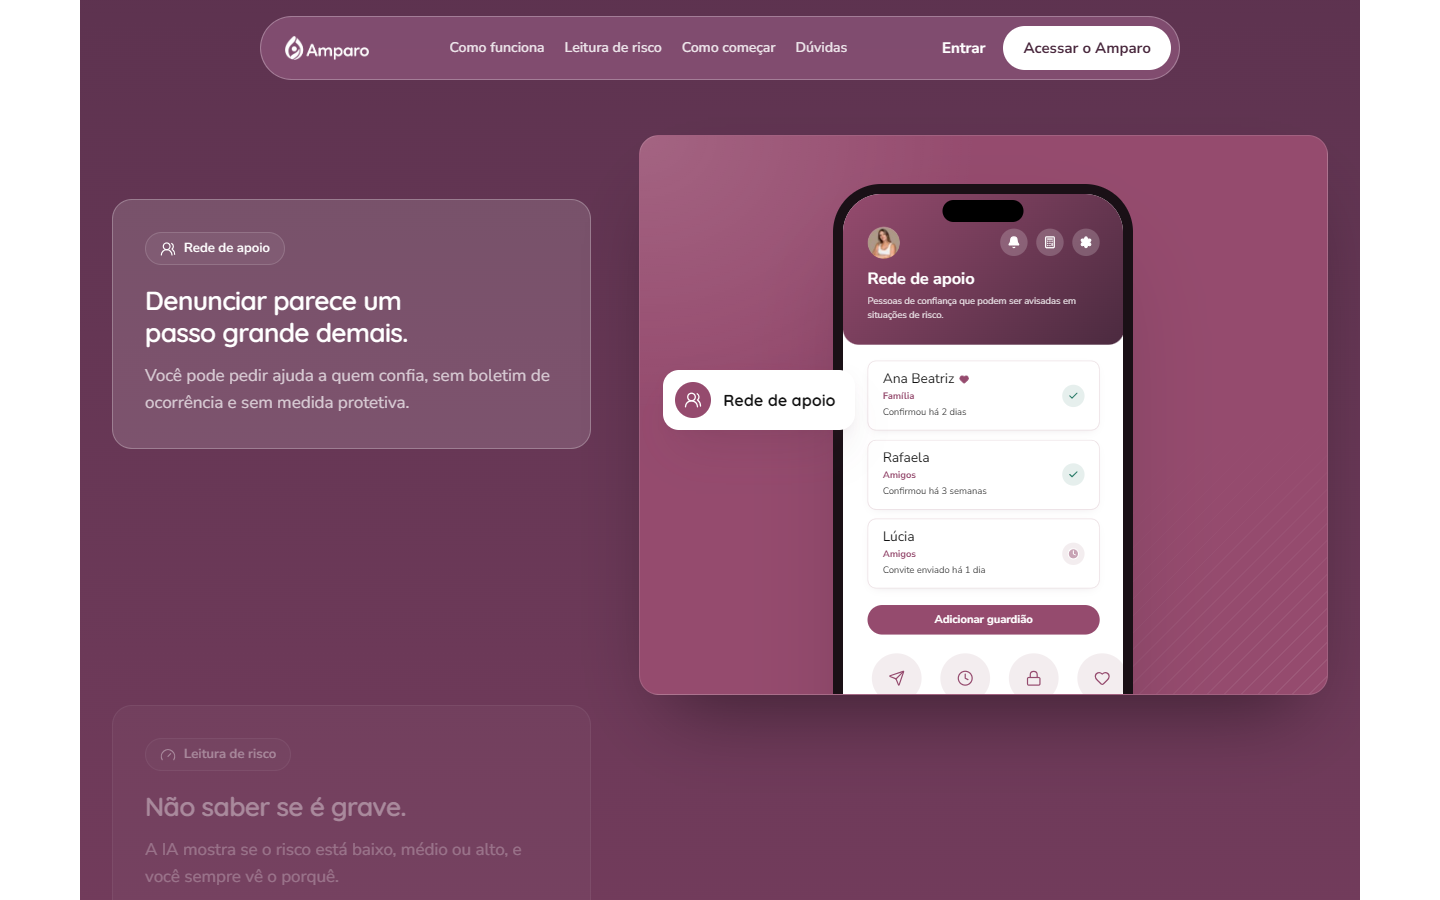 Amparo
Como funciona
Leitura de risco
Como começar
Dúvidas
Entrar
Acessar o Amparo
Rede de apoio
Denunciar parece um
passo grande demais.
Você pode pedir ajuda a quem confia, sem boletim de
ocorrência e sem medida protetiva.
Leitura de risco
Não saber se é grave.
A IA mostra se o risco está baixo, médio ou alto, e
você sempre vê o porquê.
Rede de apoio
Rede de apoio
Pessoas de confiança que podem ser avisadas em
situações de risco.
Ana Beatriz
Família
Confirmou há 2 dias
Rafaela
Amigos
Confirmou há 3 semanas
Lúcia
Amigos
Convite enviado há 1 dia
Adicionar guardião